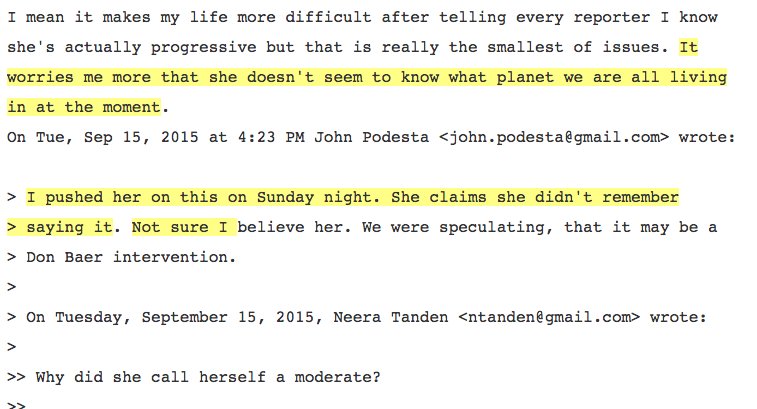 I mean it makes my life more difficult after telling every reporter I know
she's actually progressive but that is really the smallest of issues. It
worries me more that she doesn't seem to know what planet we are all living
in at the moment.
On Tue, Sep 15, 2015 at 4:23 PM John Podesta <john.podesta@gmail.com> wrote:
> I pushed her on this on Sunday night. She claims she didn't remember
> saying it. Not sure I believe her. We were speculating, that it may be a
> Don Baer intervention.
>
> On Tuesday, September 15, 2015, Neera Tanden <ntanden@gmail.com> wrote:
>
>> Why did she call herself a moderate?
>>